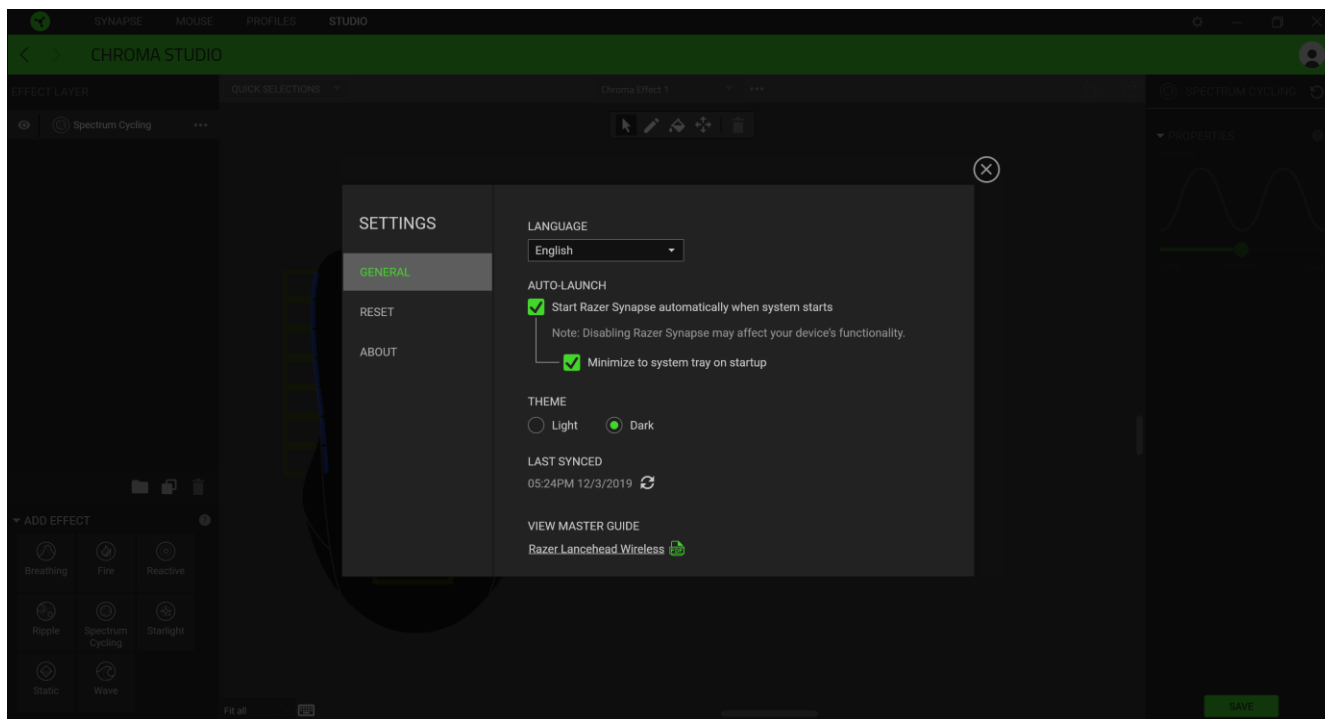 SYNAPSE MOUSE PROFILES STUDIO
CHROMA STUDIO
EFFECT LAYER
Spectrum Cycling
QUICK SELECTIONS
Chroma Effect 1
SPECTRUM CYCLING
PROPERTIES
SETTINGS
GENERAL
RESET
ABOUT
LANGUAGE
English
AUTO-LAUNCH
Start Razer Synapse automatically when system starts
Note: Disabling Razer Synapse may affect your device's functionality.
Minimize to system tray on startup
THEME
Light Dark
LAST SYNCED
05:24PM 12/3/2019
VIEW MASTER GUIDE
Razer Lancehead Wireless
ADD EFFECT
Breathing Fire Reactive
Ripple Spectrum Cycling Starlight
Static Wave
Fit all
SAVE